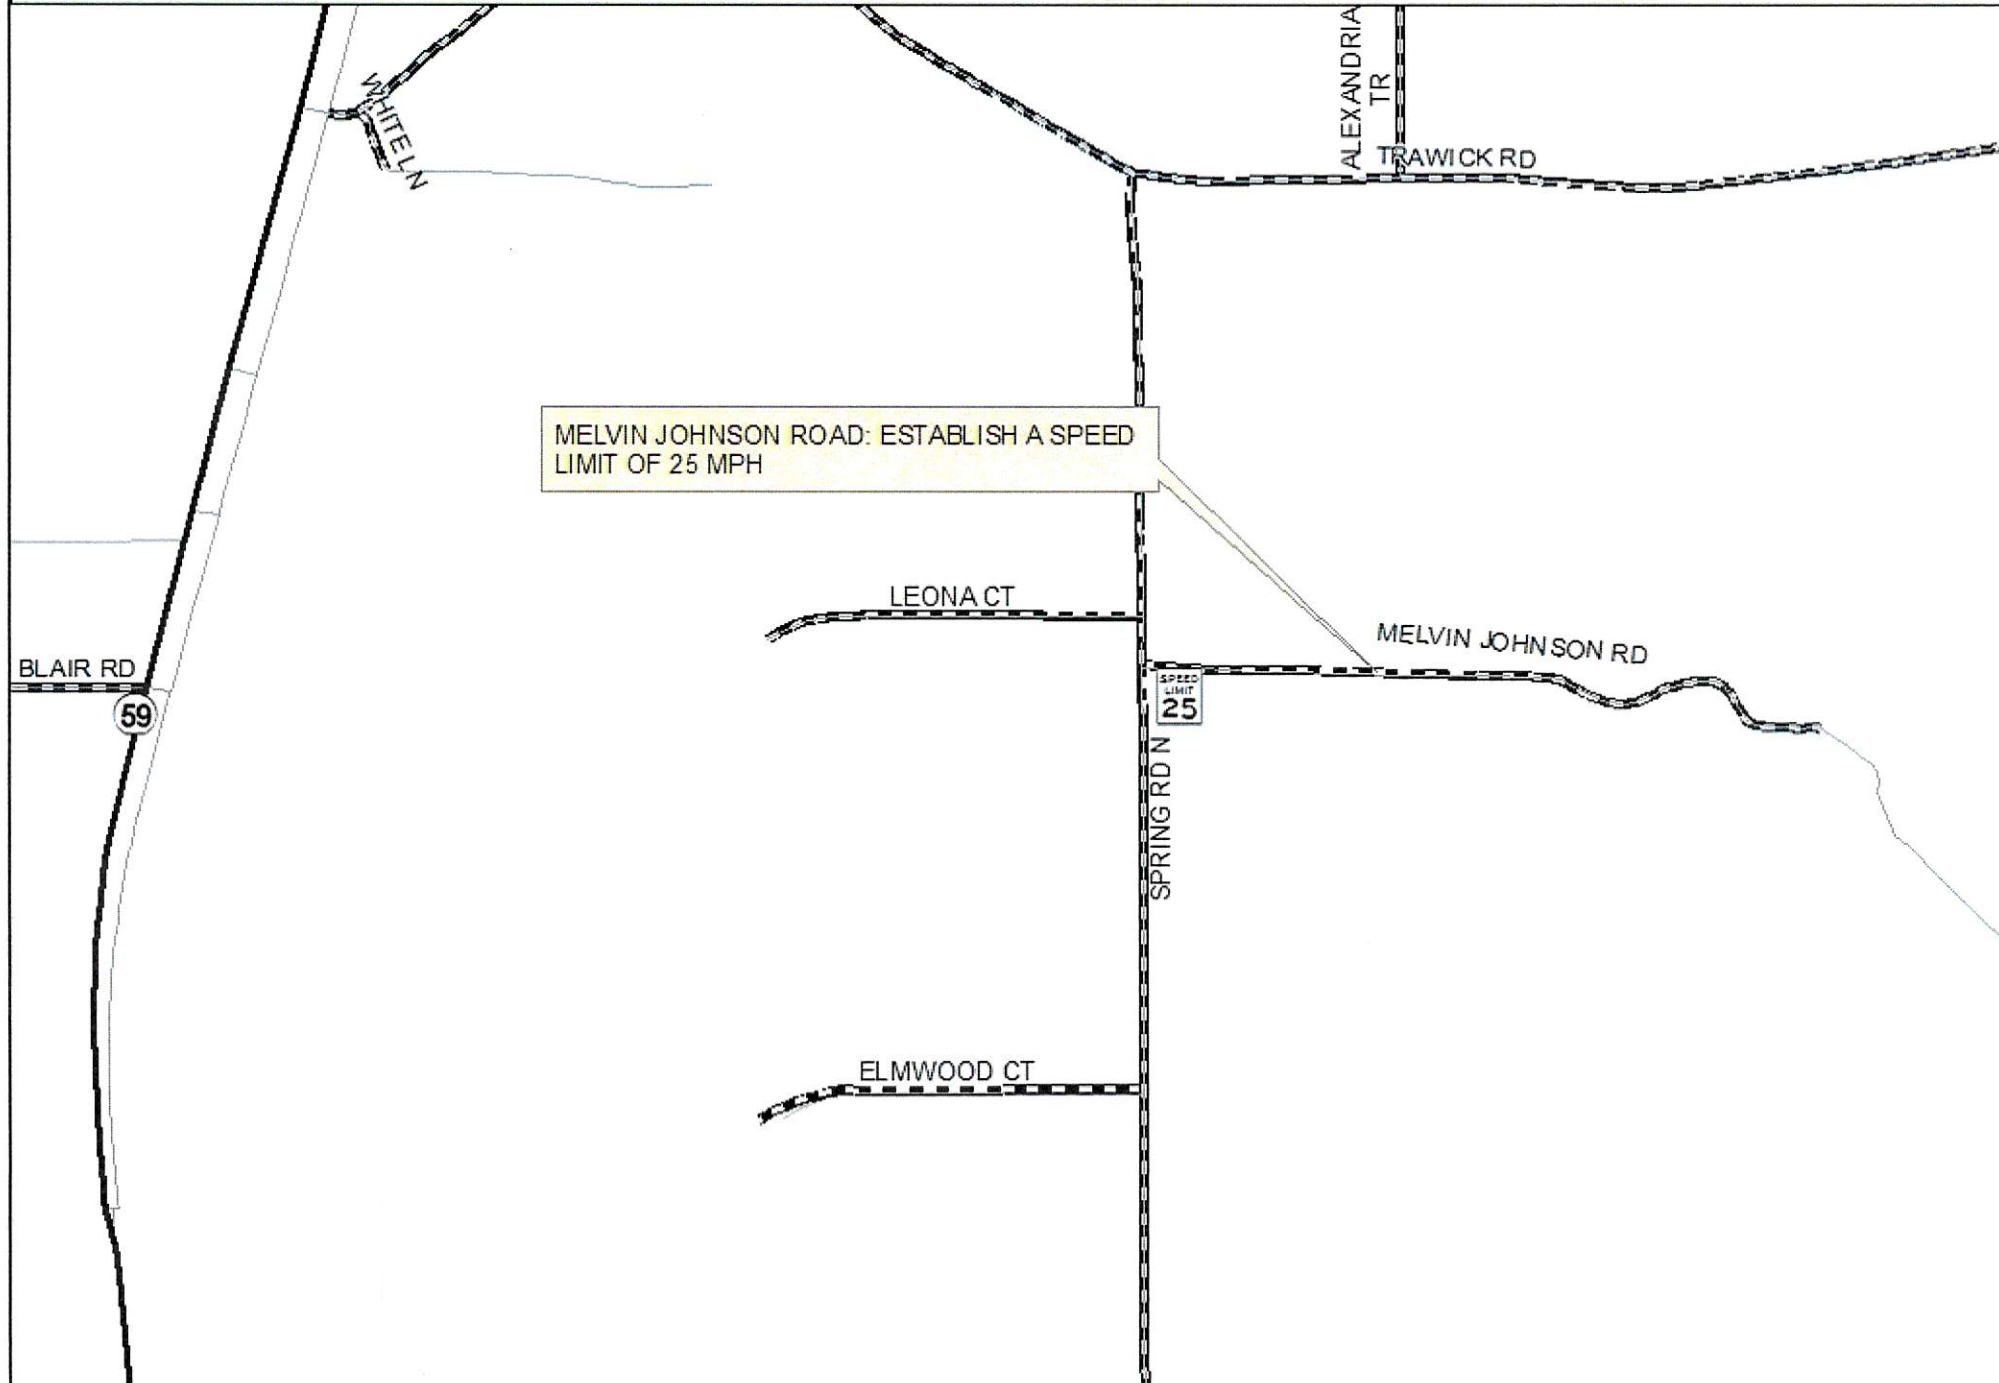 ALEXANDRIA
TR
WHITE LN
TRAWICK RD
MELVIN JOHNSON ROAD: ESTABLISH A SPEED
LIMIT OF 25 MPH
LEONA CT
MELVIN JOHNSON RD
BLAIR RD
59
SPEED
LIMIT
25
SPRING RD N
ELMWOOD CT